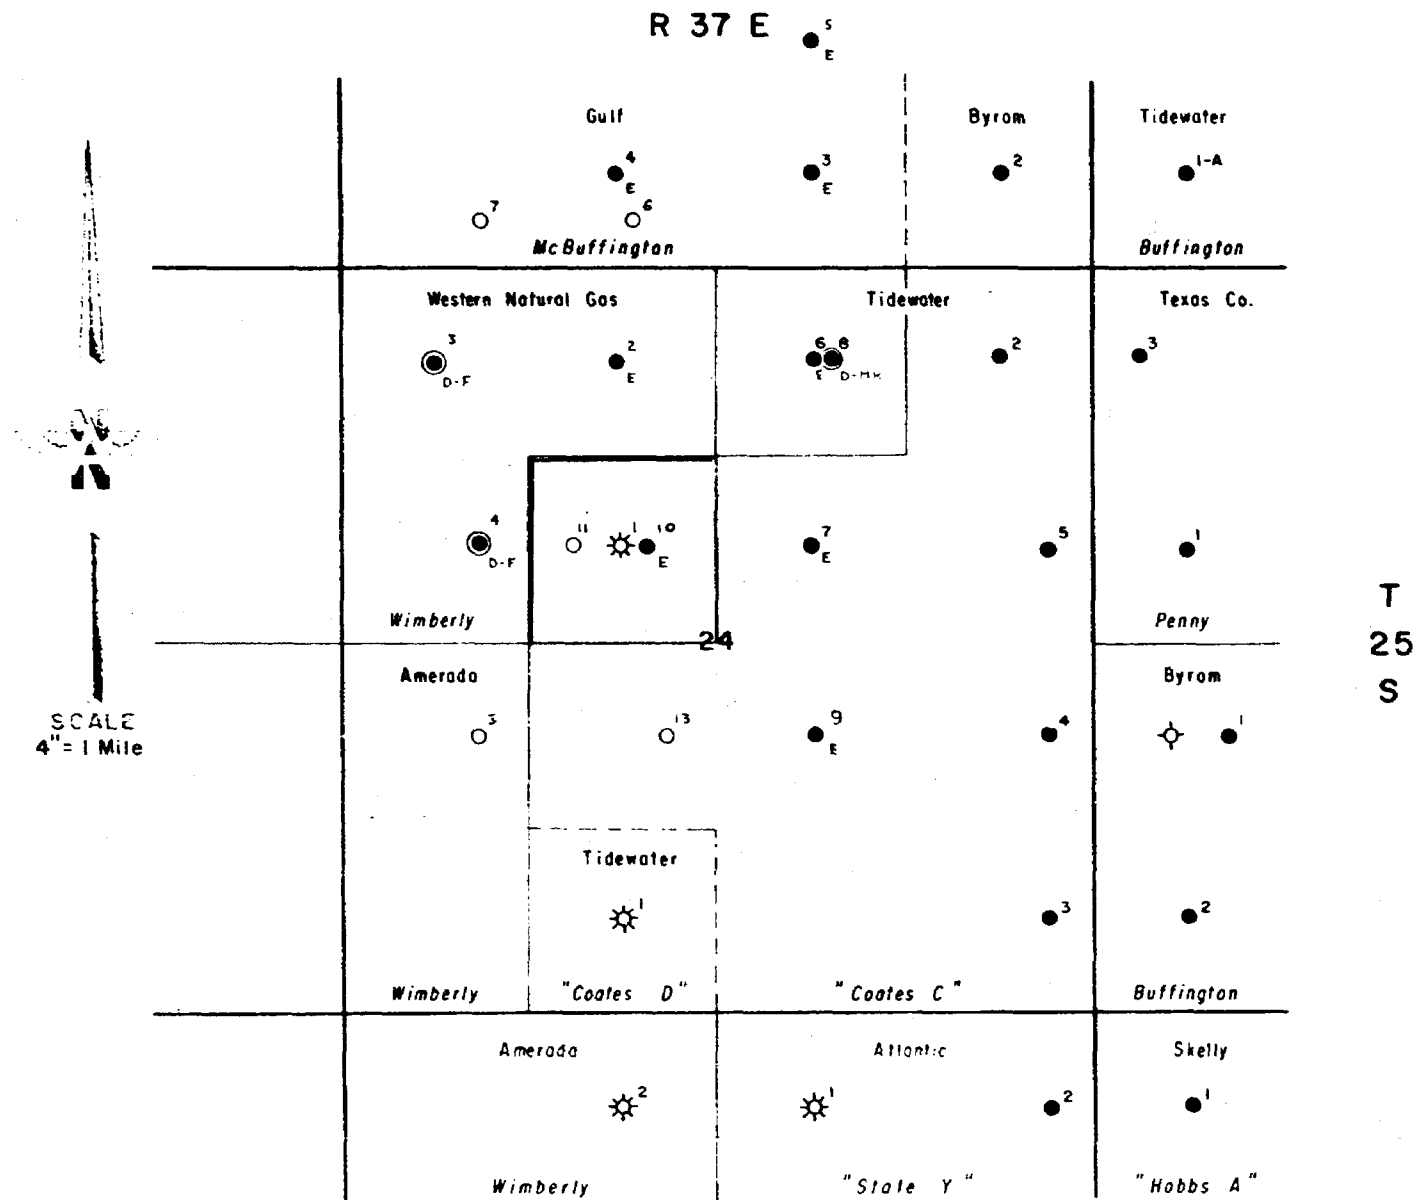 R 37 E
5
E
Gulf
Byrom
Tidewater
4
E
3
E
2
1-A
7
6
McBuffington
Buffington
Western Natural Gas
Tidewater
Texas Co.
3
D-F
2
E
6
E
8
D-MK
2
3
4
D-F
11
1
10
E
7
E
5
1
Wimberly
Penny
24
T
25
S
Amerada
Byrom
SCALE
4"= 1 Mile
3
13
9
E
4
1
Tidewater
1
3
2
Wimberly
"Coates D"
"Coates C"
Buffington
Amerada
Atlantic
Skelly
2
1
2
1
Wimberly
"State Y"
"Hobbs A"